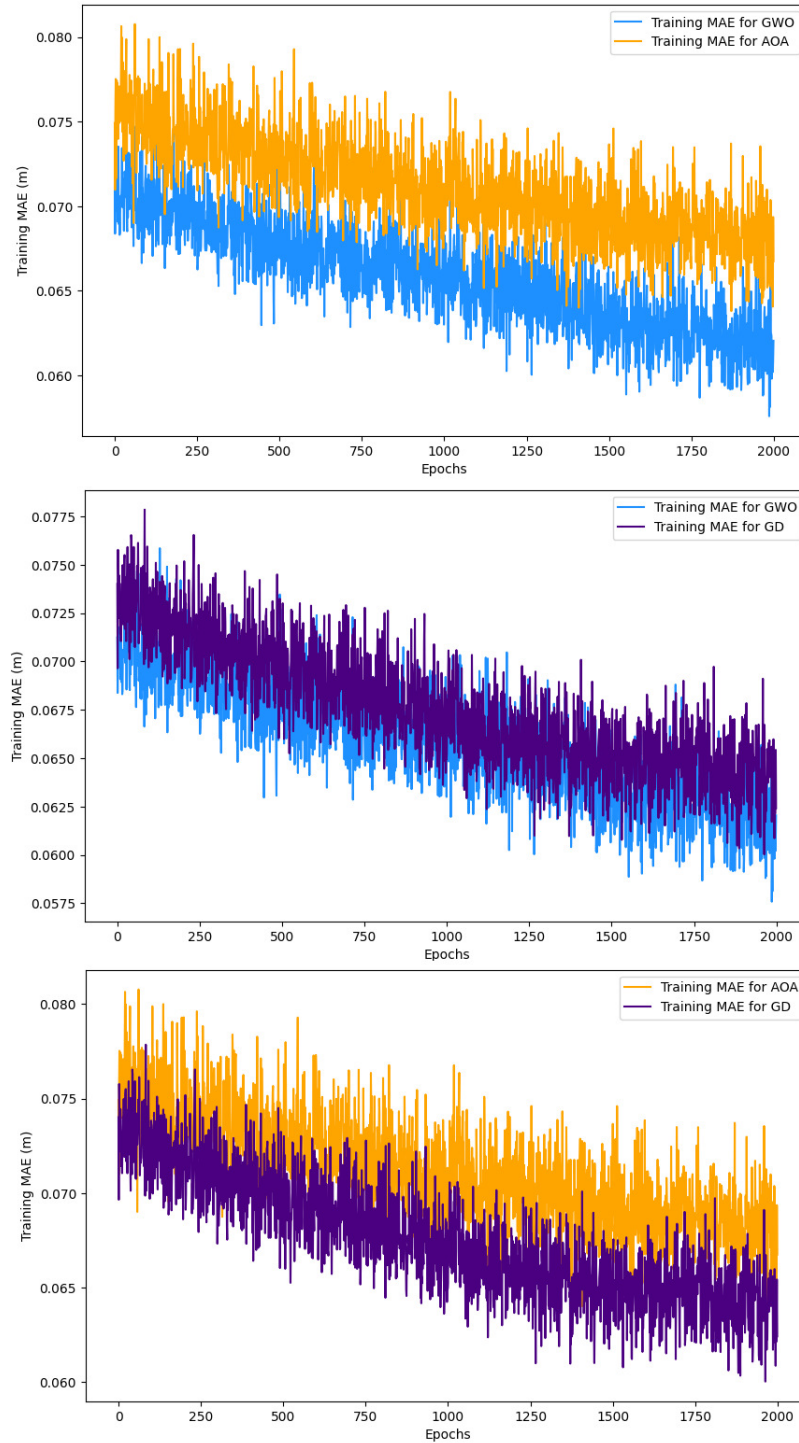 Training MAE for GWO
Training MAE for AOA
0.080
0.075
0.070
0.065
0.060
Training MAE (m)
0 250 500 750 1000 1250 1500 1750 2000
Epochs
Training MAE for GWO
Training MAE for GD
0.0775
0.0750
0.0725
0.0700
0.0675
0.0650
0.0625
0.0600
0.0575
Training MAE (m)
0 250 500 750 1000 1250 1500 1750 2000
Epochs
Training MAE for AOA
Training MAE for GD
0.080
0.075
0.070
0.065
0.060
Training MAE (m)
0 250 500 750 1000 1250 1500 1750 2000
Epochs